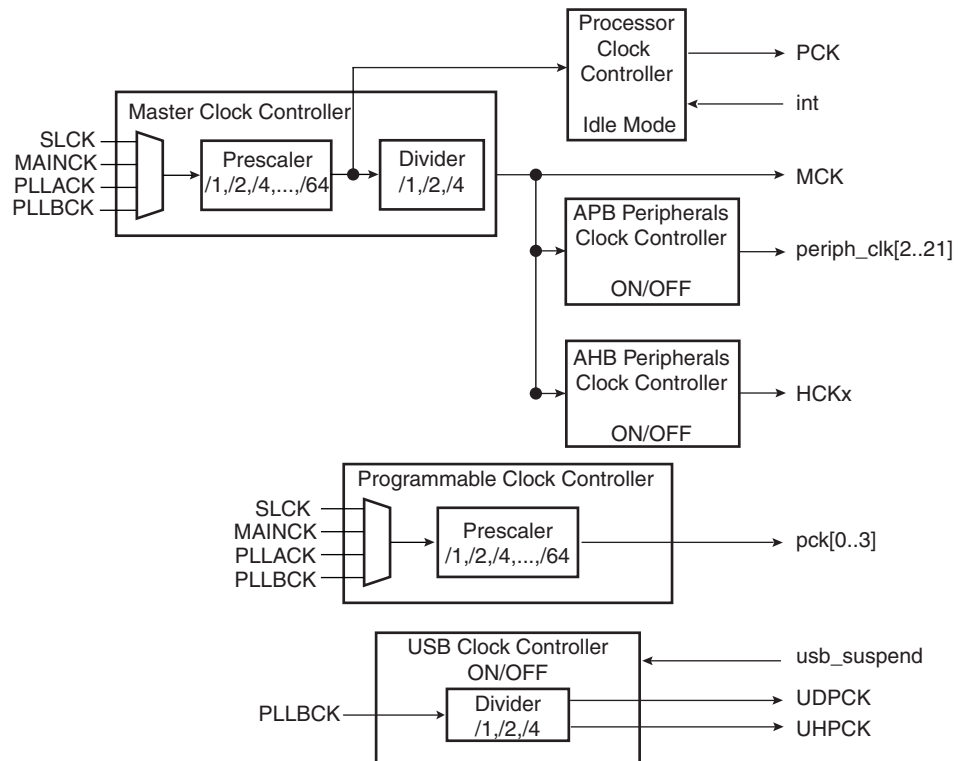 Processor
Clock
Controller
Idle Mode
PCK
int
Master Clock Controller
SLCK
MAINCK
PLLACK
PLLBCK
Prescaler
/1,/2,/4,...,/64
Divider
/1,/2,/4
MCK
APB Peripherals
Clock Controller
ON/OFF
periph_clk[2..21]
AHB Peripherals
Clock Controller
ON/OFF
HCKx
Programmable Clock Controller
SLCK
MAINCK
PLLACK
PLLBCK
Prescaler
/1,/2,/4,...,/64
pck[0..3]
USB Clock Controller
ON/OFF
usb_suspend
PLLBCK
Divider
/1,/2,/4
UDPCK
UHPCK